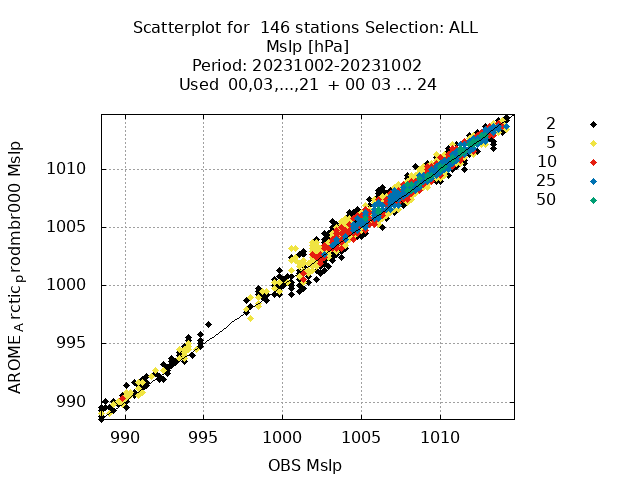 Scatterplot for  146 stations Selection: ALL
Mslp [hPa]
Period: 20231002-20231002
Used  00,03,...,21  + 00 03 ... 24
2
5
10
25
50
1010
1005
1000
995
990
AROME_Arctic_prodmbr000 Mslp
990 995 1000 1005 1010
OBS Mslp